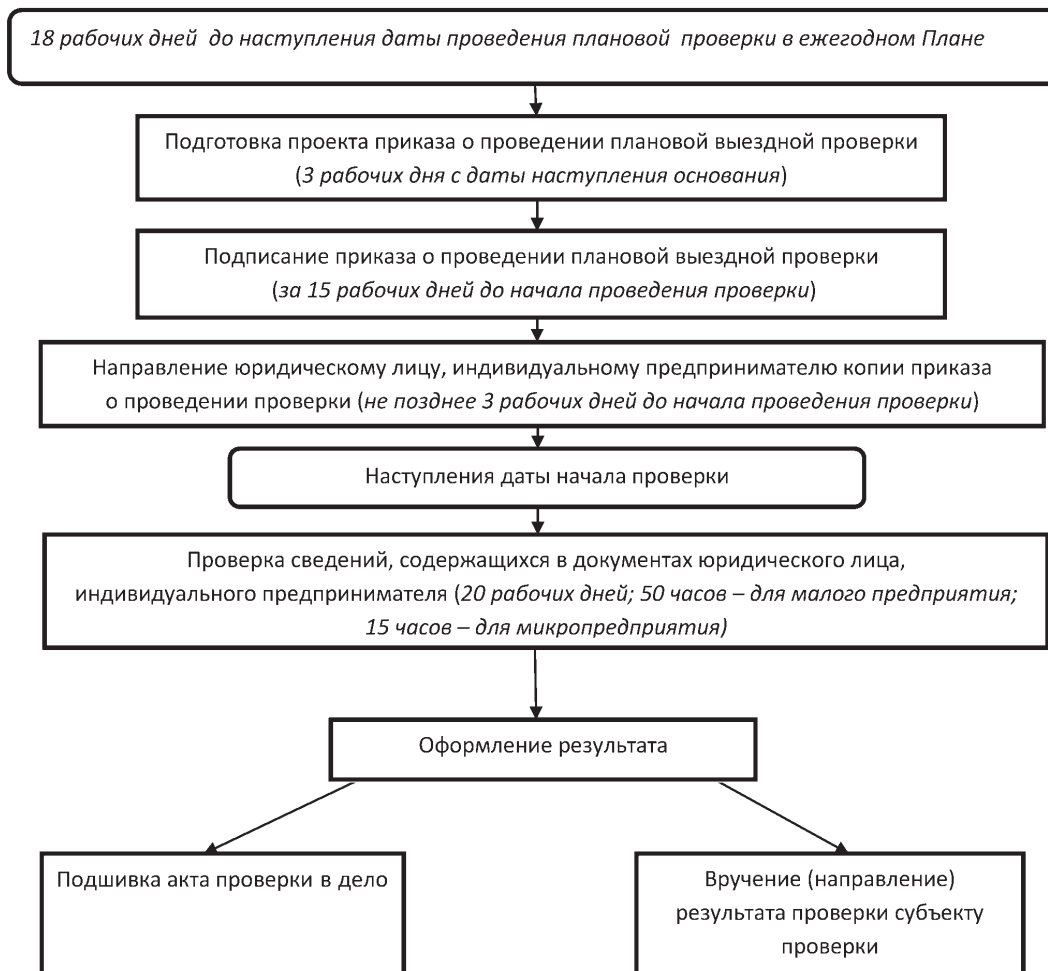 18 рабочих дней до наступления даты проведения плановой проверки в ежегодном Плане
Подготовка проекта приказа о проведении плановой выездной проверки
(3 рабочих дня с даты наступления основания)
Подписание приказа о проведении плановой выездной проверки
(за 15 рабочих дней до начала проведения проверки)
Направление юридическому лицу, индивидуальному предпринимателю копии приказа
о проведении проверки (не позднее 3 рабочих дней до начала проведения проверки)
Наступления даты начала проверки
Проверка сведений, содержащихся в документах юридического лица,
индивидуального предпринимателя (20 рабочих дней; 50 часов – для малого предприятия;
15 часов – для микропредприятия)
Оформление результата
Подшивка акта проверки в дело
Вручение (направление)
результата проверки субъекту
проверки